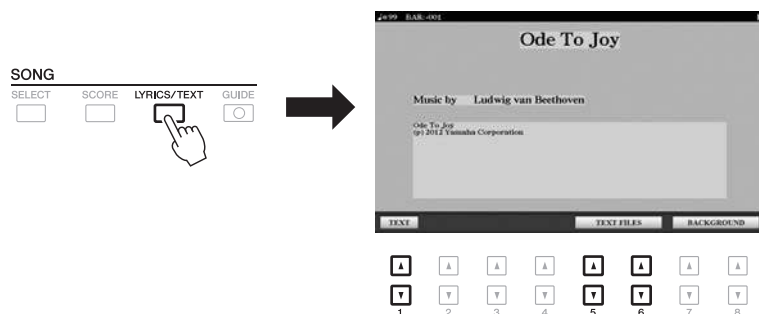 SONG
SELECT SCORE LYRICS/TEXT GUIDE
♩=99 BAR:-001
Ode To Joy
Music by Ludwig van Beethoven
Ode To Joy
(p) 2012 Yamaha Corporation
TEXT TEXT FILES BACKGROUND
1 2 3 4 5 6 7 8